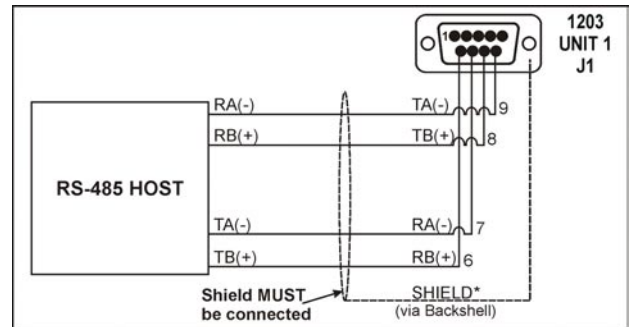 1203
UNIT 1
J1
1
RA(-) TA(-) 9
RB(+) TB(+) 8
RS-485 HOST
TA(-) RA(-) 7
TB(+) RB(+) 6
Shield MUST
be connected
SHIELD*
(via Backshell)